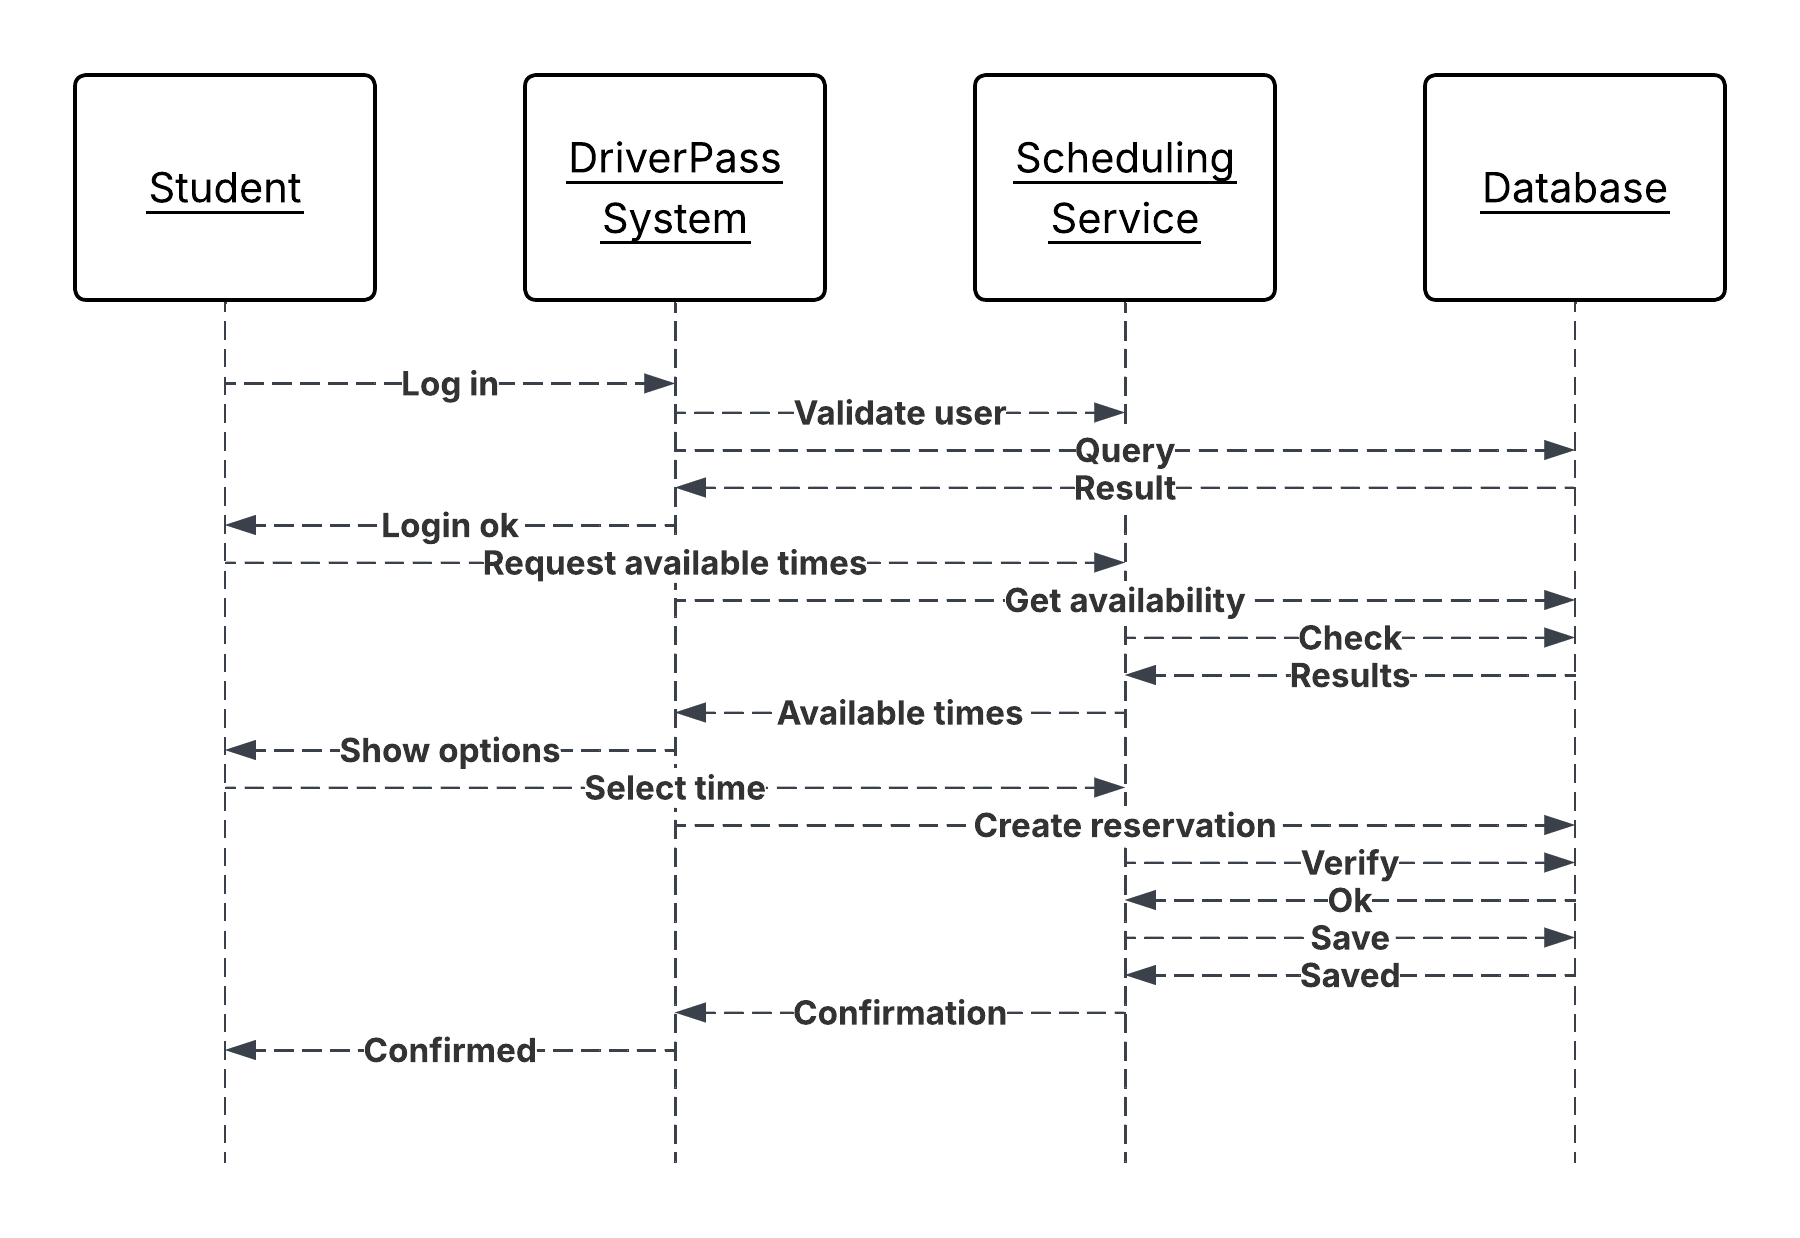 Student
DriverPass
System
Scheduling
Service
Database
Log in
Validate user
Query
Result
Login ok
Request available times
Get availability
Check
Results
Available times
Show options
Select time
Create reservation
Verify
Ok
Save
Saved
Confirmation
Confirmed